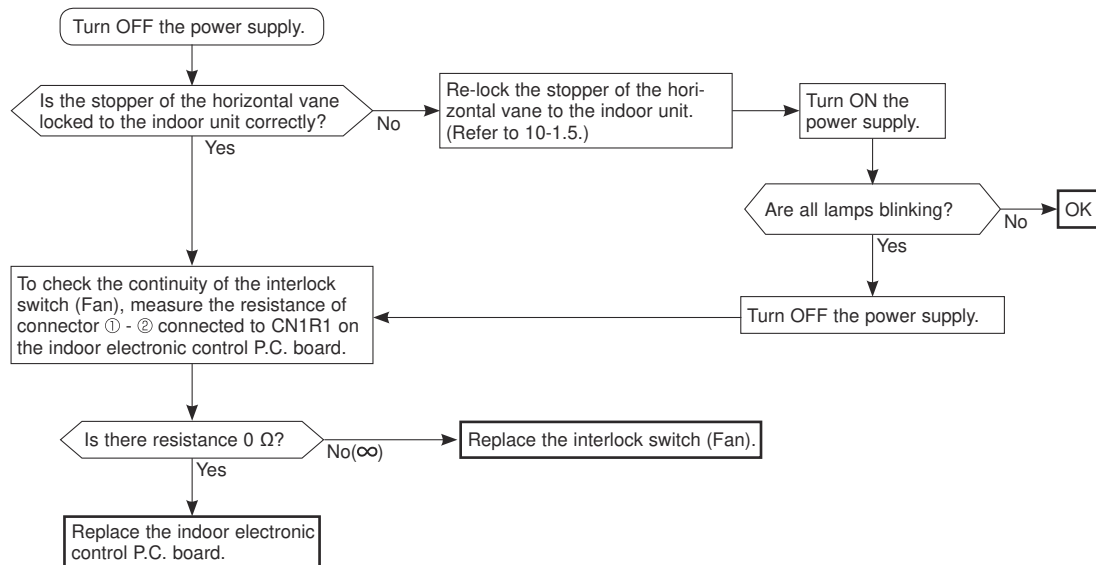 Turn OFF the power supply.
Is the stopper of the horizontal vane
locked to the indoor unit correctly?
No
Yes
Re-lock the stopper of the hori-
zontal vane to the indoor unit.
(Refer to 10-1.5.)
Turn ON the
power supply.
Are all lamps blinking?
No
OK
Yes
Turn OFF the power supply.
To check the continuity of the interlock
switch (Fan), measure the resistance of
connector ① - ② connected to CN1R1 on
the indoor electronic control P.C. board.
Is there resistance 0 Ω?
No(∞)
Replace the interlock switch (Fan).
Yes
Replace the indoor electronic
control P.C. board.